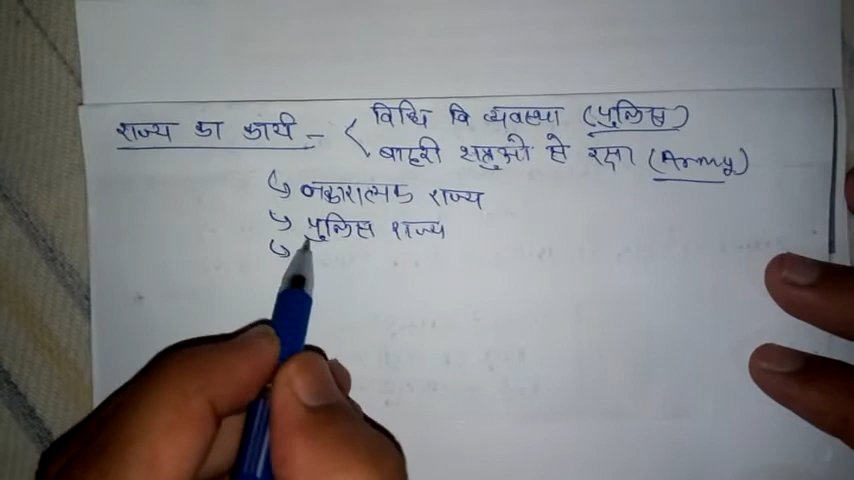 राज्य का कार्य - < विधि वि व्यवस्था (पुलिस)
बाहरी शत्रुओ से रक्षा (Army)
↳ नकारात्मक राज्य
↳ पुलिस राज्य
↳